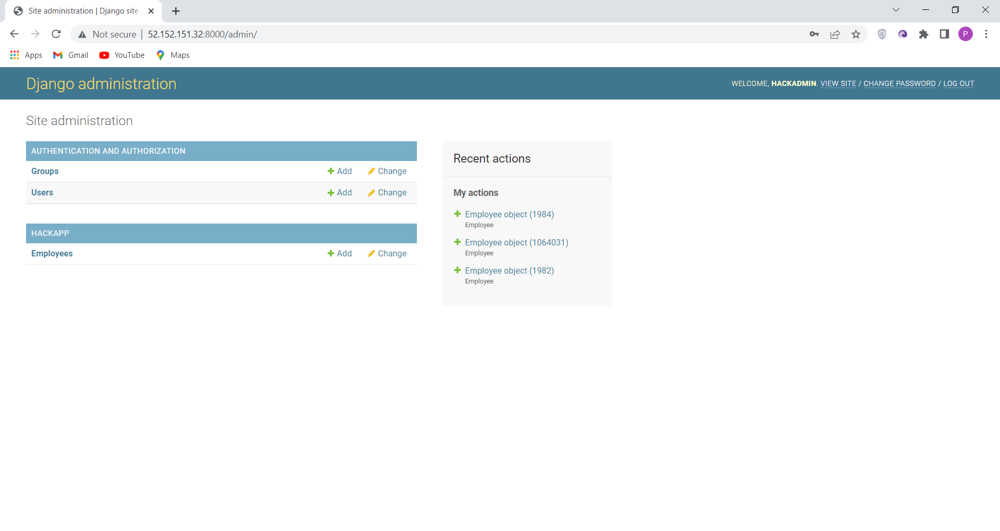 Site administration | Django site
Not secure | 52.152.151.32:8000/admin/
P
Apps Gmail YouTube Maps
Django administration
WELCOME, HACKADMIN. VIEW SITE / CHANGE PASSWORD / LOG OUT
Site administration
AUTHENTICATION AND AUTHORIZATION
Groups Add Change
Users Add Change
HACKAPP
Employees Add Change
Recent actions
My actions
Employee object (1984)
Employee
Employee object (1064031)
Employee
Employee object (1982)
Employee